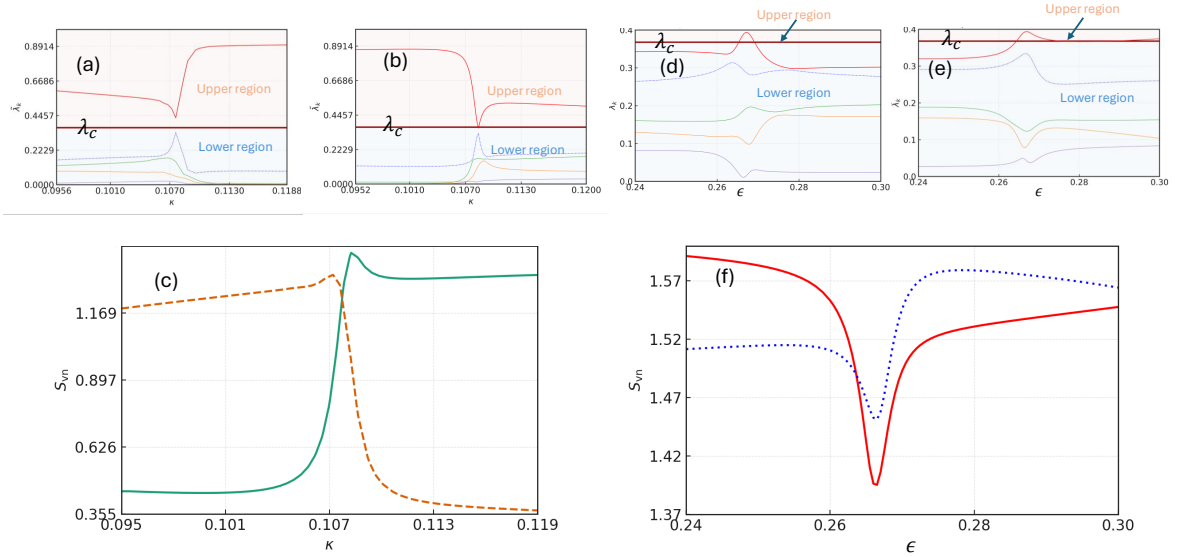 (a)
0.8914
0.6686
0.4457
0.2229
0.0000
λ̃ₖ
Upper region
λc
Lower region
0.0956 0.1010 0.1070 0.1130 0.1188
κ
(b)
0.8914
0.6686
0.4457
0.2229
0.0000
λ̃ₖ
Upper region
λc
Lower region
0.0952 0.1010 0.1070 0.1130 0.1200
κ
Upper region
(d)
0.4
0.3
0.2
0.1
0.0
λ̃ₖ
λc
Lower region
0.24 0.26 0.28 0.30
ϵ
Upper region
(e)
0.4
0.3
0.2
0.1
0.0
λ̃ₖ
λc
Lower region
0.24 0.26 0.28 0.30
ϵ
(c)
1.169
0.897
0.626
0.355
Svn
0.095 0.101 0.107 0.113 0.119
κ
(f)
1.57
1.52
1.47
1.42
1.37
Svn
0.24 0.26 0.28 0.30
ϵ